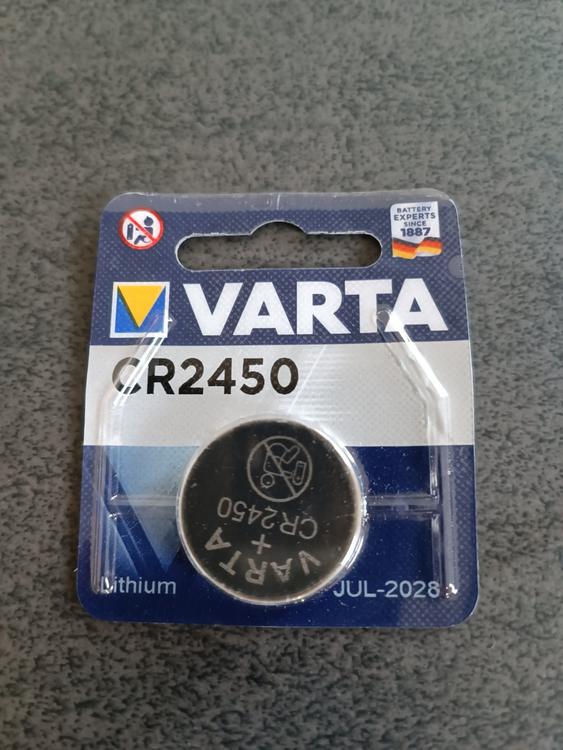 BATTERY
EXPERTS
SINCE
1887
VARTA
CR2450
CR2450
+
VARTA
Lithium
JUL-2028